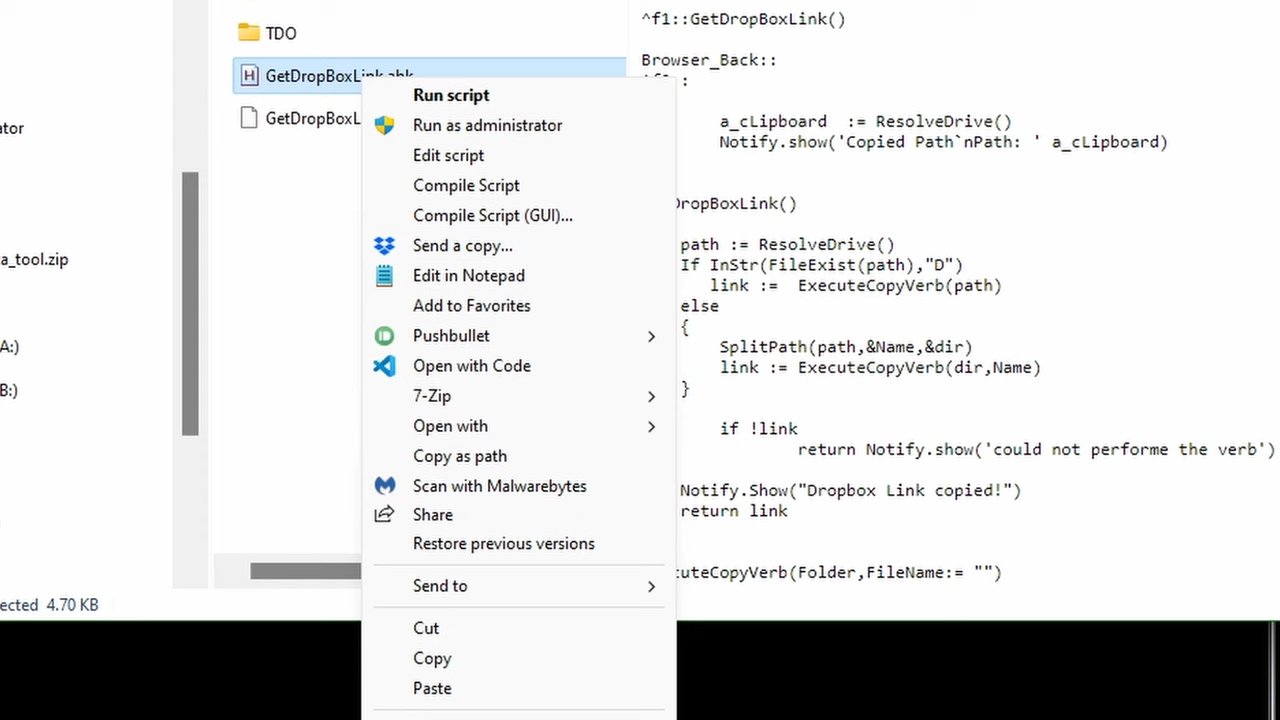 TDO
GetDropBoxLink.ahk
GetDropBoxL
ator
a_tool.zip
A:)
B:)
ected 4.70 KB
Run script
Run as administrator
Edit script
Compile Script
Compile Script (GUI)...
Send a copy...
Edit in Notepad
Add to Favorites
Pushbullet
Open with Code
7-Zip
Open with
Copy as path
Scan with Malwarebytes
Share
Restore previous versions
Send to
Cut
Copy
Paste
^f1::GetDropBoxLink()
Browser_Back::
:
a_cLipboard := ResolveDrive()
Notify.show('Copied Path`nPath: ' a_cLipboard)
DropBoxLink()
path := ResolveDrive()
If InStr(FileExist(path),"D")
link := ExecuteCopyVerb(path)
else
{
SplitPath(path,&Name,&dir)
link := ExecuteCopyVerb(dir,Name)
}
if !link
return Notify.show('could not performe the verb')
Notify.Show("Dropbox Link copied!")
return link
cuteCopyVerb(Folder,FileName:= "")